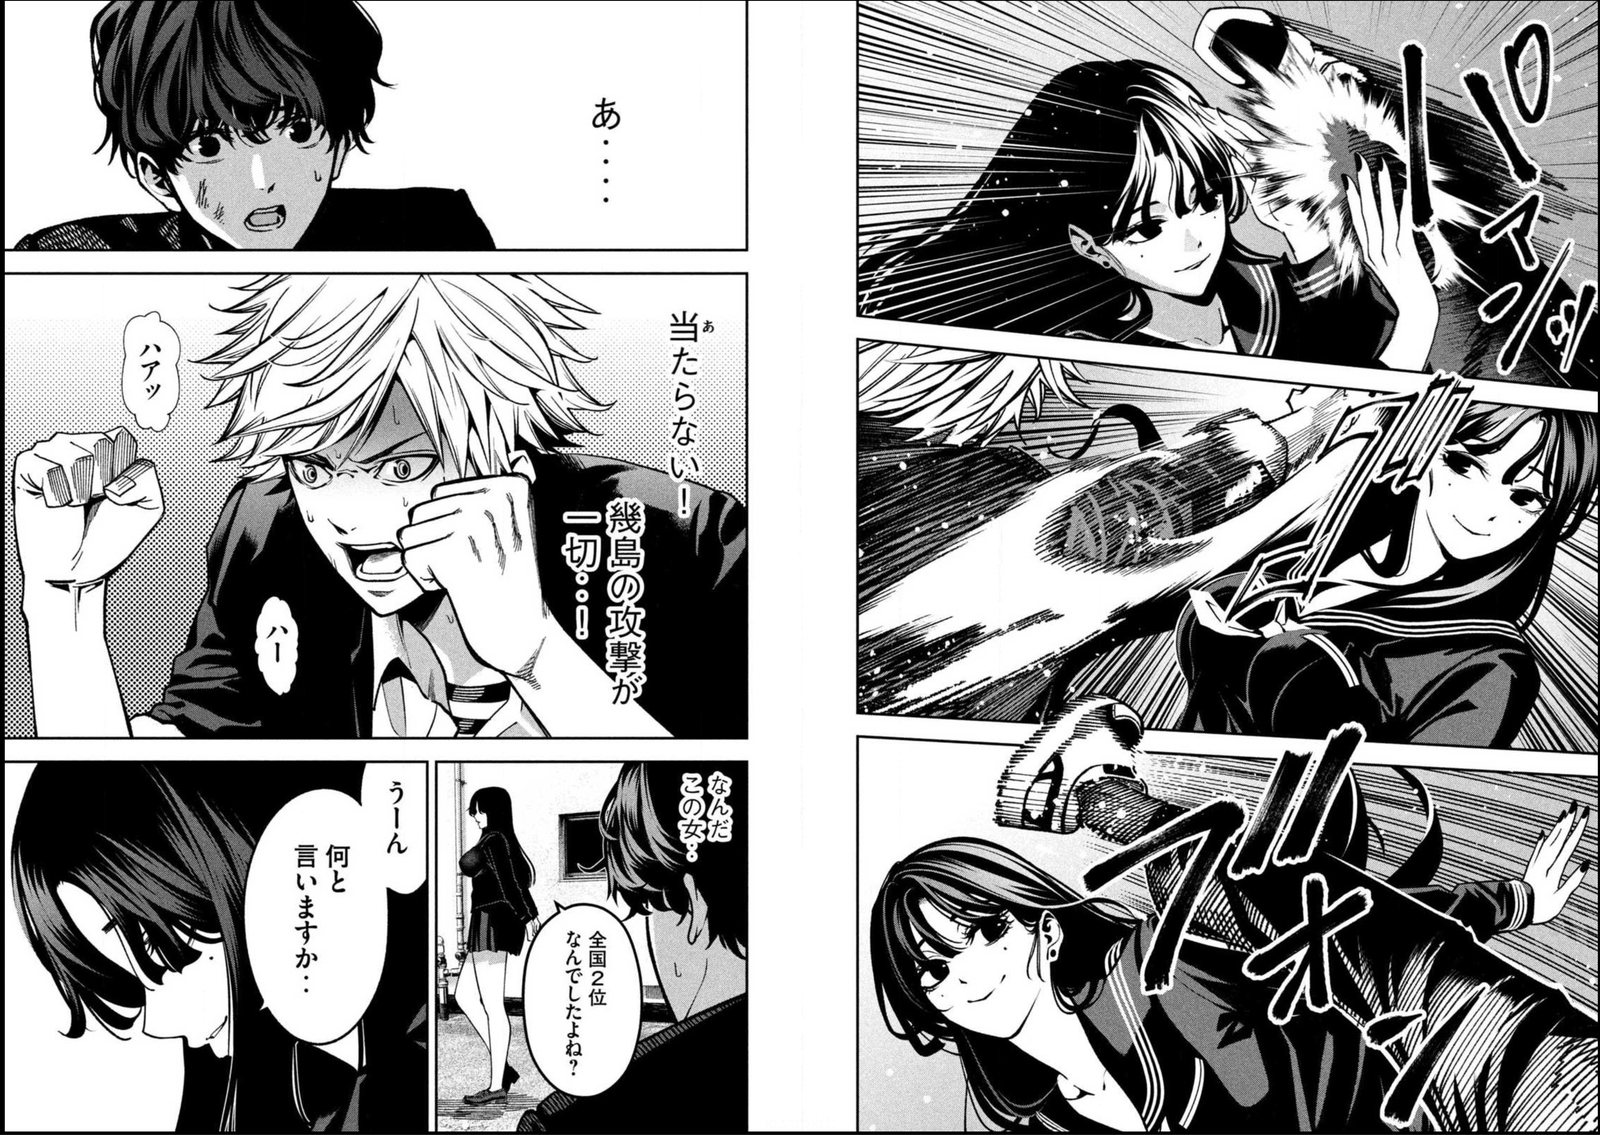 パァンッ
ブオン
あ・・・・
当たらない!
あ
幾島の攻撃が
一切・・・!
ハアッ
ハー
なんだ
この女・・
全国2位
なんでしたよね?
うーん
何と
言いますか・・